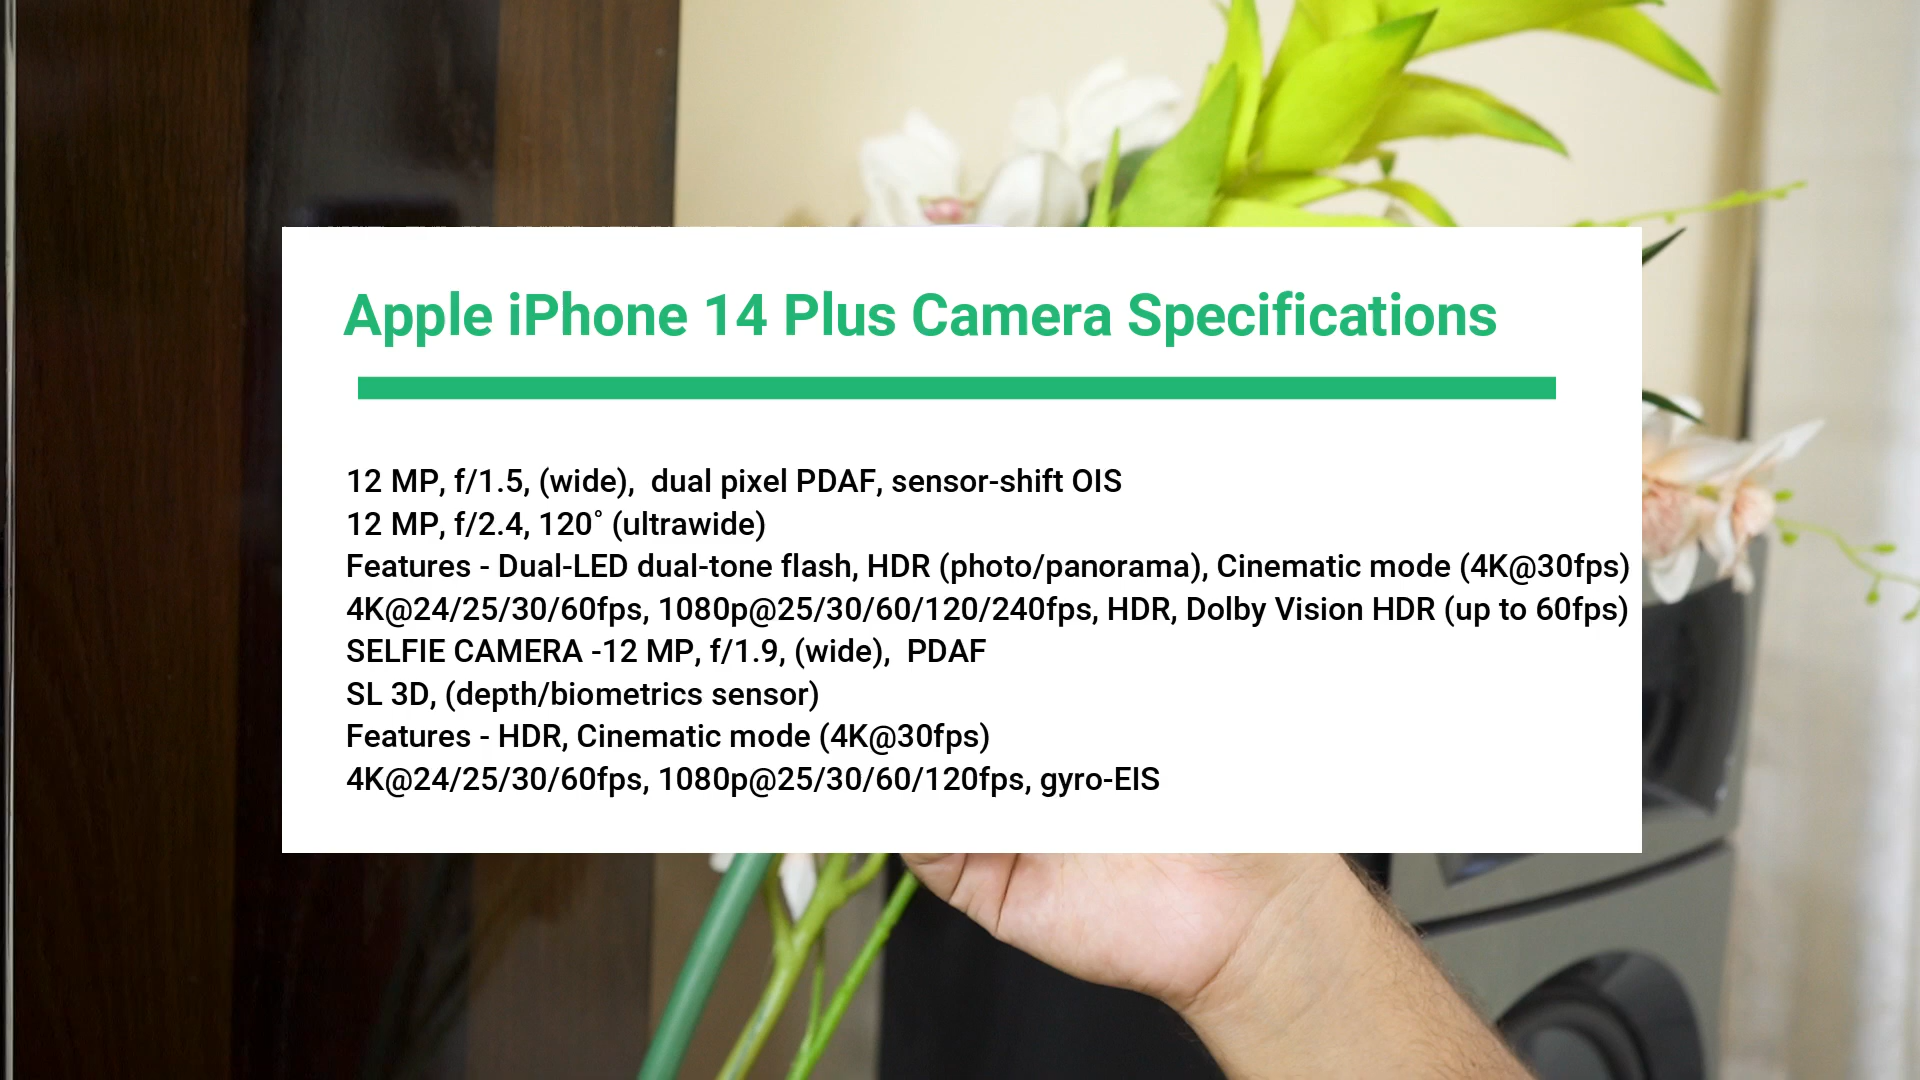 Apple iPhone 14 Plus Camera Specifications
12 MP, f/1.5, (wide),  dual pixel PDAF, sensor-shift OIS
12 MP, f/2.4, 120˚ (ultrawide)
Features - Dual-LED dual-tone flash, HDR (photo/panorama), Cinematic mode (4K@30fps)
4K@24/25/30/60fps, 1080p@25/30/60/120/240fps, HDR, Dolby Vision HDR (up to 60fps)
SELFIE CAMERA -12 MP, f/1.9, (wide),  PDAF
SL 3D, (depth/biometrics sensor)
Features - HDR, Cinematic mode (4K@30fps)
4K@24/25/30/60fps, 1080p@25/30/60/120fps, gyro-EIS